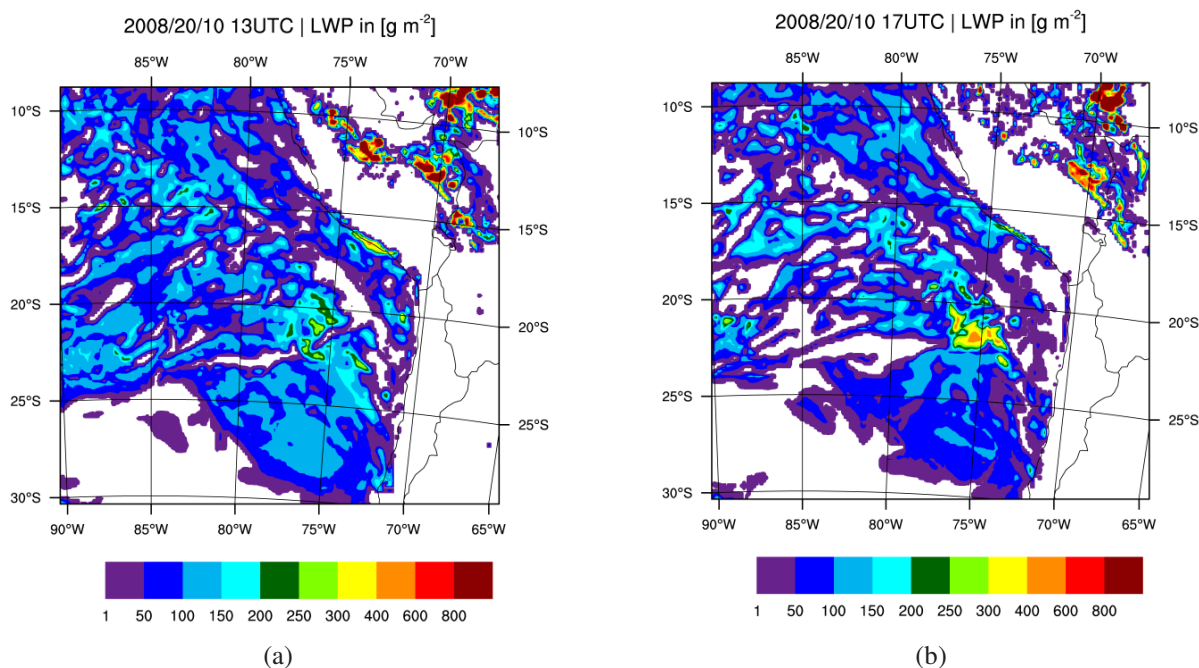 2008/20/10 13UTC | LWP in [g m⁻²]
85°W 80°W 75°W 70°W
10°S 10°S
15°S 15°S
20°S 20°S
25°S 25°S
30°S
90°W 85°W 80°W 75°W 70°W 65°W
1 50 100 150 200 250 300 400 600 800
(a)
2008/20/10 17UTC | LWP in [g m⁻²]
85°W 80°W 75°W 70°W
10°S 10°S
15°S 15°S
20°S 20°S
25°S 25°S
30°S
90°W 85°W 80°W 75°W 70°W 65°W
1 50 100 150 200 250 300 400 600 800
(b)